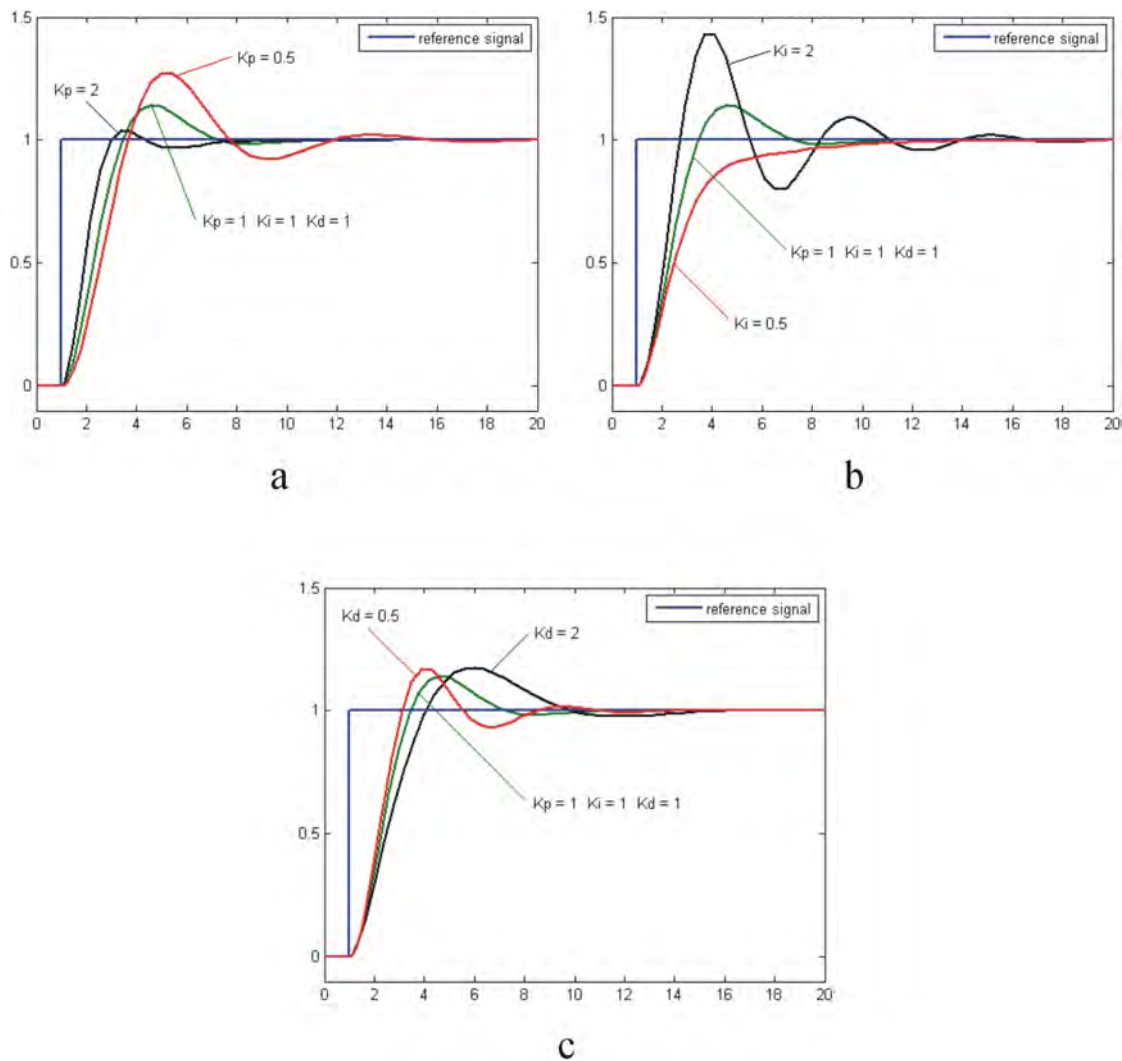 1.5
reference signal
Kp = 0.5
Kp = 2
1
Kp = 1 Ki = 1 Kd = 1
0.5
0
0 2 4 6 8 10 12 14 16 18 20
a
1.5
reference signal
Ki = 2
1
Kp = 1 Ki = 1 Kd = 1
0.5
Ki = 0.5
0
0 2 4 6 8 10 12 14 16 18 20
b
1.5
reference signal
Kd = 0.5
Kd = 2
1
Kp = 1 Ki = 1 Kd = 1
0.5
0
0 2 4 6 8 10 12 14 16 18 20
c